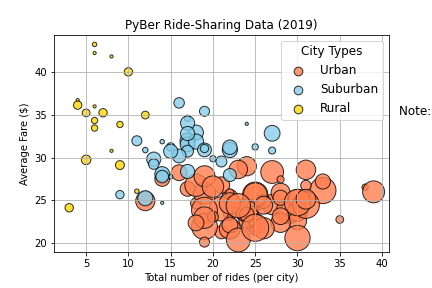 PyBer Ride-Sharing Data (2019)
City Types
Urban
Suburban
Rural
Note:
Average Fare ($)
40
35
30
25
20
5 10 15 20 25 30 35 40
Total number of rides (per city)